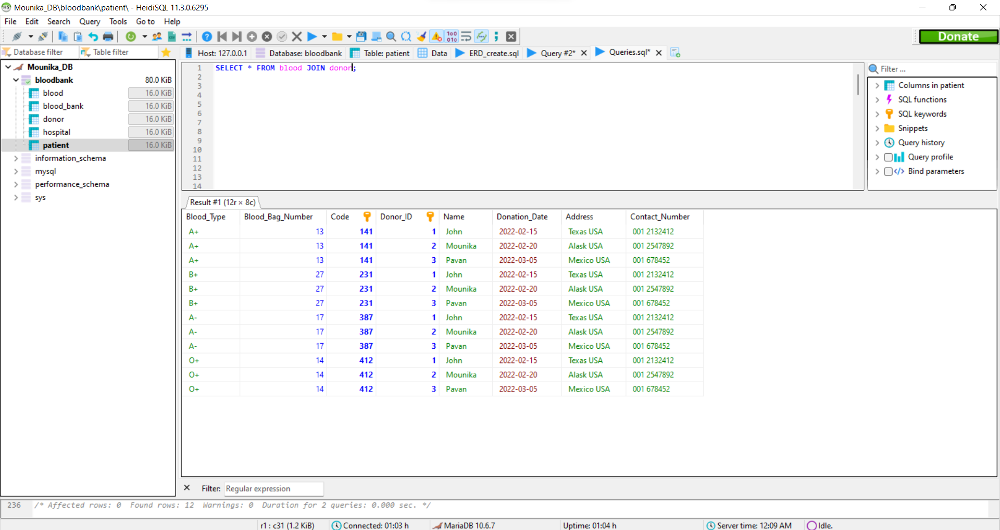 Mounika_DB\bloodbank\patient\ - HeidiSQL 11.3.0.6295
File Edit Search Query Tools Go to Help
Donate
Database filter Table filter
Host: 127.0.0.1 Database: bloodbank Table: patient Data ERD_create.sql Query #2* Queries.sql*
Mounika_DB
bloodbank 80.0 KiB
blood 16.0 KiB
blood_bank 16.0 KiB
donor 16.0 KiB
hospital 16.0 KiB
patient 16.0 KiB
information_schema
mysql
performance_schema
sys
1 SELECT * FROM blood JOIN donor;
2
3
4
5
6
7
8
9
10
11
12
13
14
Filter ...
Columns in patient
SQL functions
SQL keywords
Snippets
Query history
Query profile
Bind parameters
Result #1 (12r × 8c)
Blood_Type Blood_Bag_Number Code Donor_ID Name Donation_Date Address Contact_Number
A+ 13 141 1 John 2022-02-15 Texas USA 001 2132412
A+ 13 141 2 Mounika 2022-02-20 Alask USA 001 2547892
A+ 13 141 3 Pavan 2022-03-05 Mexico USA 001 678452
B+ 27 231 1 John 2022-02-15 Texas USA 001 2132412
B+ 27 231 2 Mounika 2022-02-20 Alask USA 001 2547892
B+ 27 231 3 Pavan 2022-03-05 Mexico USA 001 678452
A- 17 387 1 John 2022-02-15 Texas USA 001 2132412
A- 17 387 2 Mounika 2022-02-20 Alask USA 001 2547892
A- 17 387 3 Pavan 2022-03-05 Mexico USA 001 678452
O+ 14 412 1 John 2022-02-15 Texas USA 001 2132412
O+ 14 412 2 Mounika 2022-02-20 Alask USA 001 2547892
O+ 14 412 3 Pavan 2022-03-05 Mexico USA 001 678452
Filter: Regular expression
236 /* Affected rows: 0 Found rows: 12 Warnings: 0 Duration for 2 queries: 0.000 sec. */
r1 : c31 (1.2 KiB) Connected: 01:03 h MariaDB 10.6.7 Uptime: 01:04 h Server time: 12:09 AM Idle.